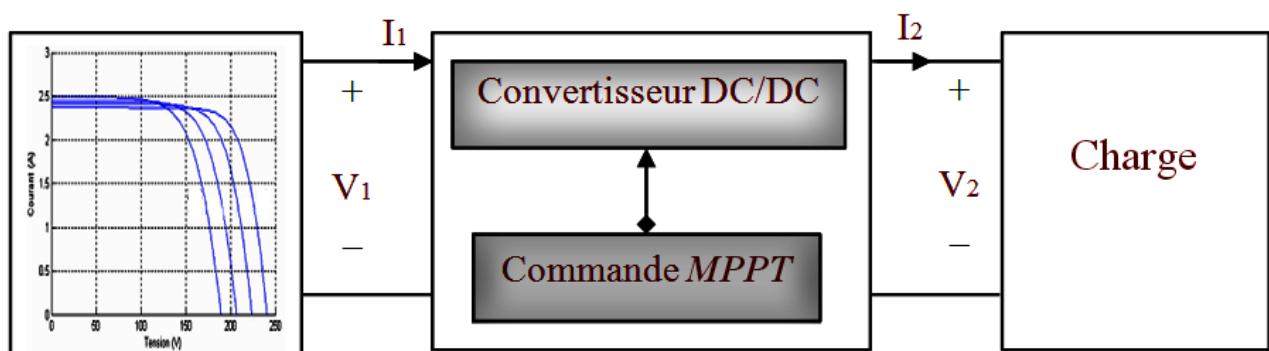 Courant (A)
3
2.5
2
1.5
1
0.5
0
0 50 100 150 200 250
Tension (V)
I1
+
V1
−
Convertisseur DC/DC
Commande MPPT
I2
+
V2
−
Charge